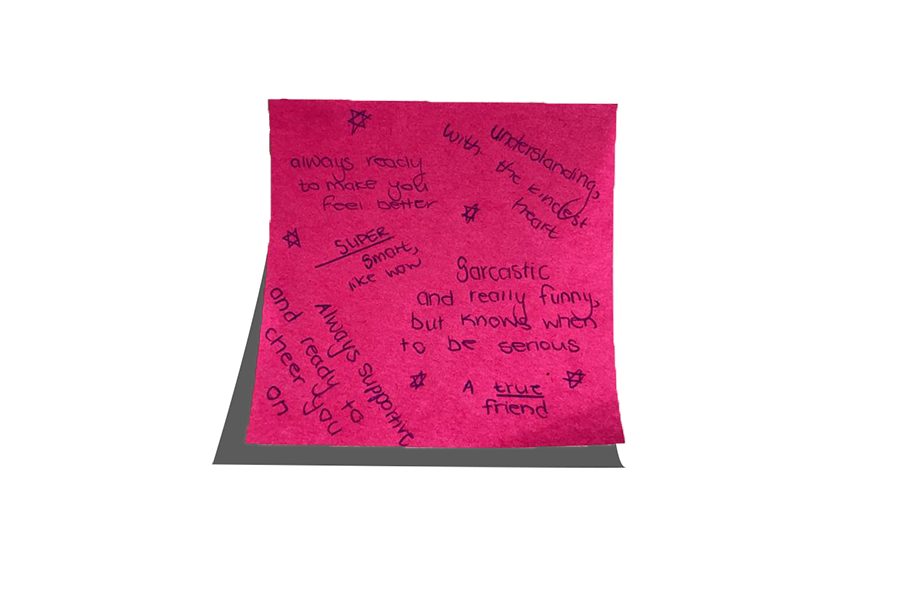 always ready
to make you
feel better
understanding,
with the kindest
heart
SUPER
smart,
like wow
Sarcastic
and really funny,
but knows when
to be serious
Always supportive
and ready to
cheer you
on
A true
friend